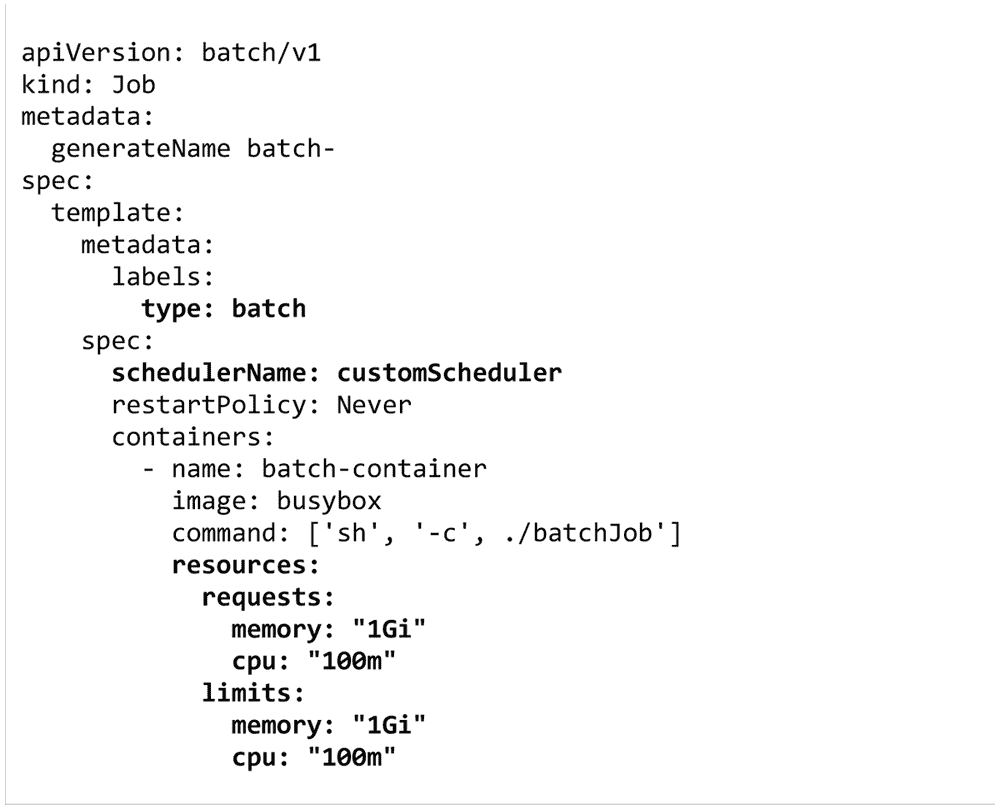 apiVersion: batch/v1
kind: Job
metadata:
  generateName batch-
spec:
  template:
    metadata:
      labels:
        type: batch
    spec:
      schedulerName: customScheduler
      restartPolicy: Never
      containers:
        - name: batch-container
          image: busybox
          command: ['sh', '-c', ./batchJob']
          resources:
            requests:
              memory: "1Gi"
              cpu: "100m"
            limits:
              memory: "1Gi"
              cpu: "100m"